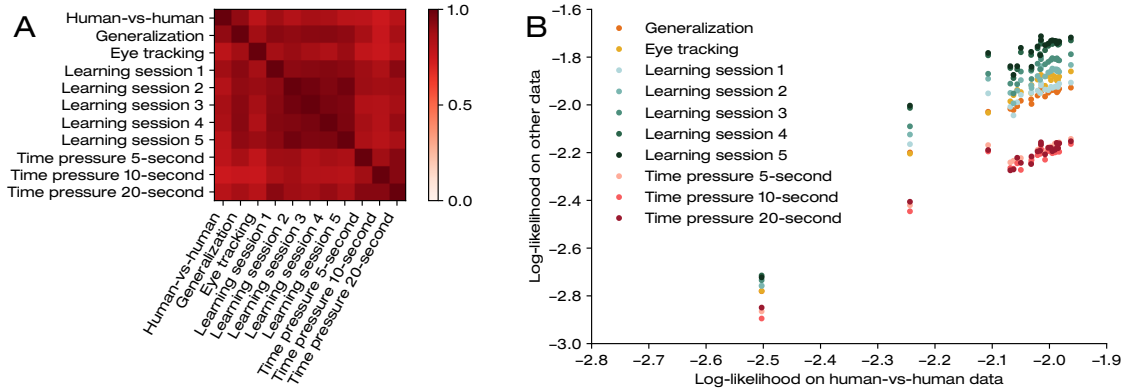 A
Human-vs-human
Generalization
Eye tracking
Learning session 1
Learning session 2
Learning session 3
Learning session 4
Learning session 5
Time pressure 5-second
Time pressure 10-second
Time pressure 20-second
1.0
0.5
0.0
Human-vs-human
Generalization
Eye tracking
Learning session 1
Learning session 2
Learning session 3
Learning session 4
Learning session 5
Time pressure 5-second
Time pressure 10-second
Time pressure 20-second
B
Log-likelihood on other data
−1.6
−1.8
−2.0
−2.2
−2.4
−2.6
−2.8
−3.0
Generalization
Eye tracking
Learning session 1
Learning session 2
Learning session 3
Learning session 4
Learning session 5
Time pressure 5-second
Time pressure 10-second
Time pressure 20-second
−2.8 −2.7 −2.6 −2.5 −2.4 −2.3 −2.2 −2.1 −2.0 −1.9
Log-likelihood on human-vs-human data